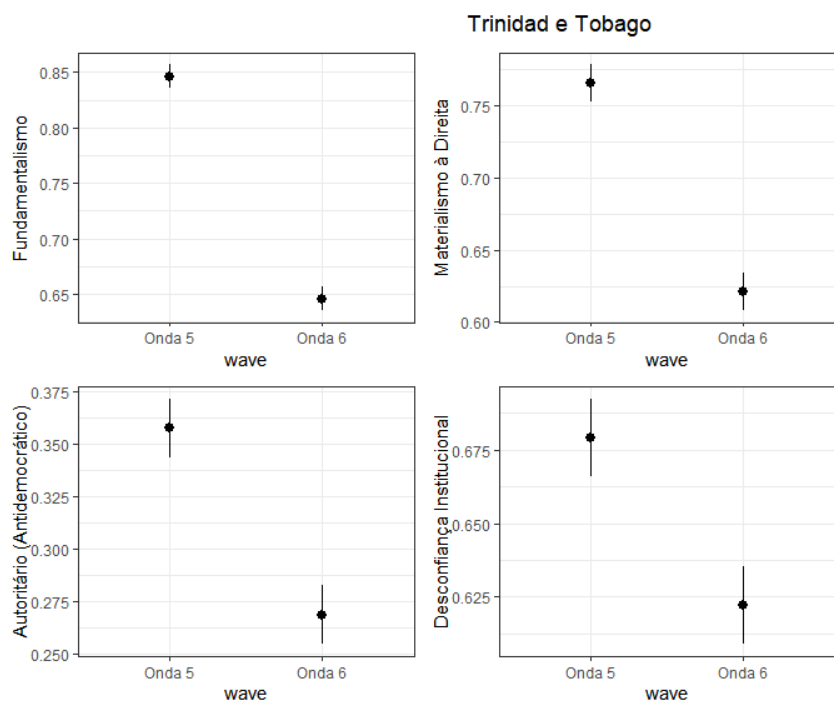 Trinidad e Tobago
Fundamentalismo
0.85
0.80
0.75
0.70
0.65
Onda 5
Onda 6
wave
Materialismo à Direita
0.75
0.70
0.65
0.60
Onda 5
Onda 6
wave
Autoritário (Antidemocrático)
0.375
0.350
0.325
0.300
0.275
0.250
Onda 5
Onda 6
wave
Desconfiança Institucional
0.675
0.650
0.625
Onda 5
Onda 6
wave